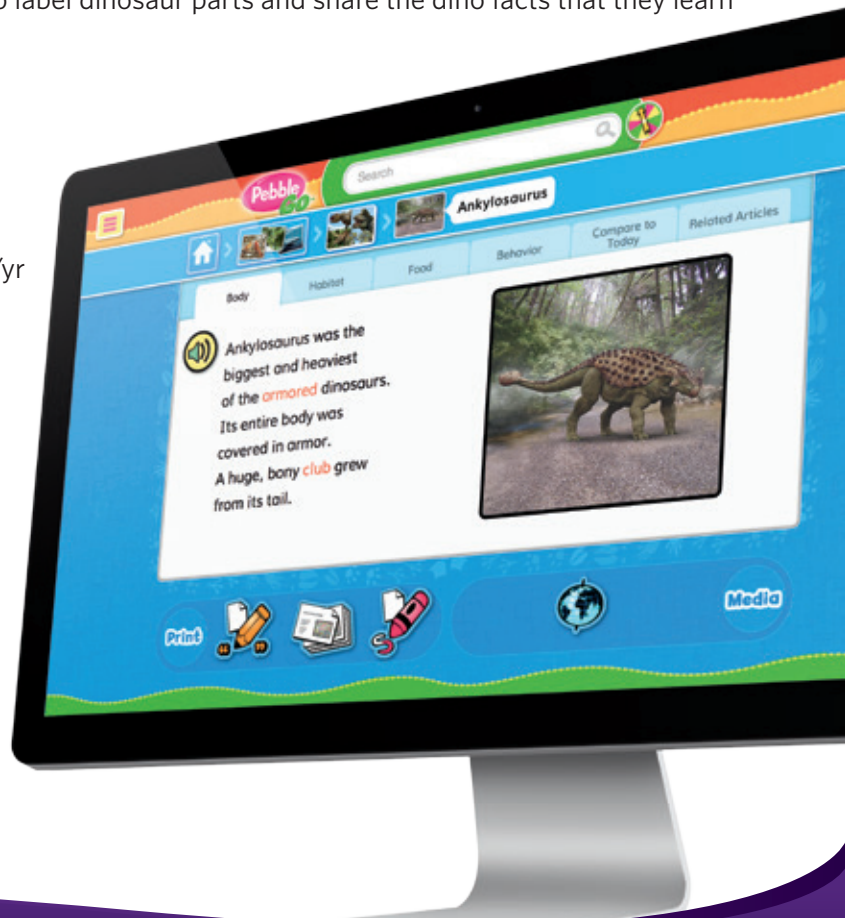 label dinosaur parts and share the dino facts that they learn
Search
Pebble
Go
Ankylosaurus
Body
Habitat
Food
Behavior
Compare to
Today
Related Articles
/yr
Ankylosaurus was the
biggest and heaviest
of the armored dinosaurs.
Its entire body was
covered in armor.
A huge, bony club grew
from its tail.
Print
Media